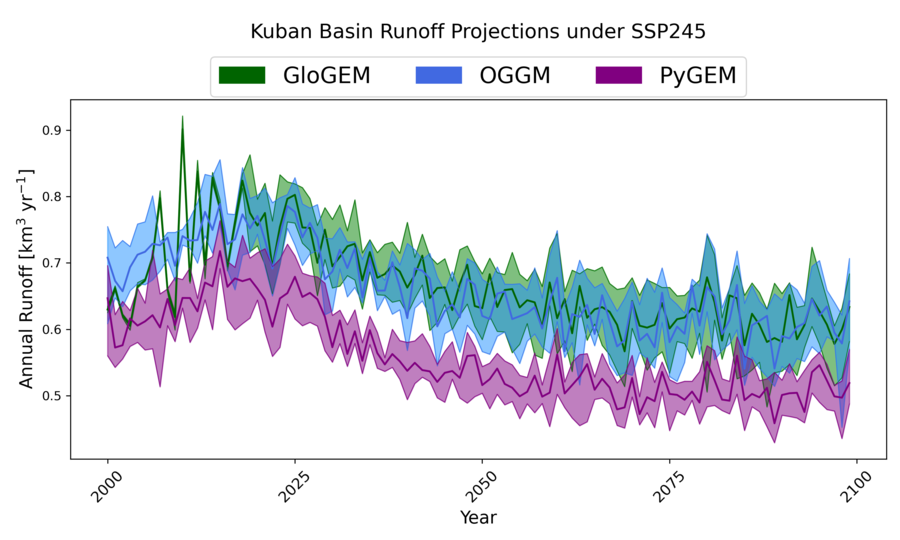 Kuban Basin Runoff Projections under SSP245
GloGEM OGGM PyGEM
Annual Runoff [km³ yr⁻¹]
0.9
0.8
0.7
0.6
0.5
2000 2025 2050 2075 2100
Year